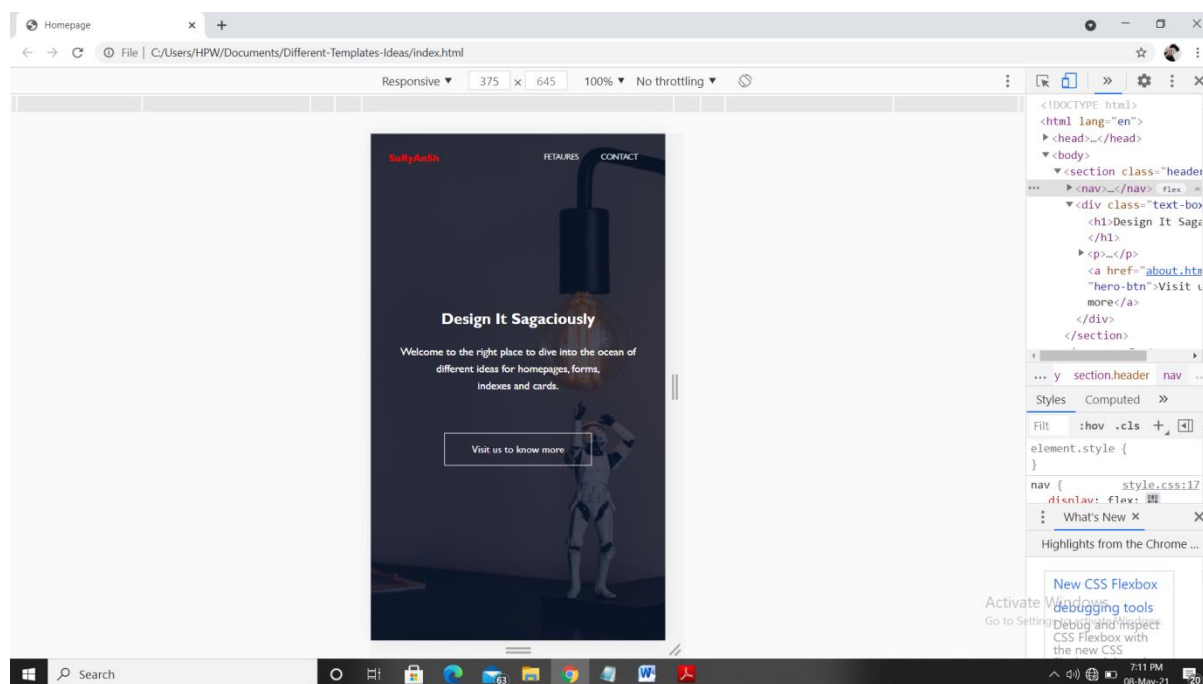 Homepage
File | C:/Users/HPW/Documents/Different-Templates-Ideas/index.html
Responsive 375 x 645 100% No throttling
<!DOCTYPE html>
<html lang="en">
<head>…</head>
<body>
<section class="header
<nav>…</nav> flex
<div class="text-box
<h1>Design It Saga
</h1>
<p>…</p>
<a href="about.htm
"hero-btn">Visit u
more</a>
</div>
</section>
... y section.header nav ...
Styles Computed
Filt :hov .cls +
element.style {
}
nav { style.css:17
display: flex;
What's New
Highlights from the Chrome ...
New CSS Flexbox
debugging tools
Debug and inspect
CSS Flexbox with
the new CSS
SuRyAnSh FETAURES CONTACT
Design It Sagaciously
Welcome to the right place to dive into the ocean of
different ideas for homepages, forms,
indexes and cards.
Visit us to know more
Activate Windows
Go to Settings to activate Windows.
Search
63
7:11 PM
08-May-21
20